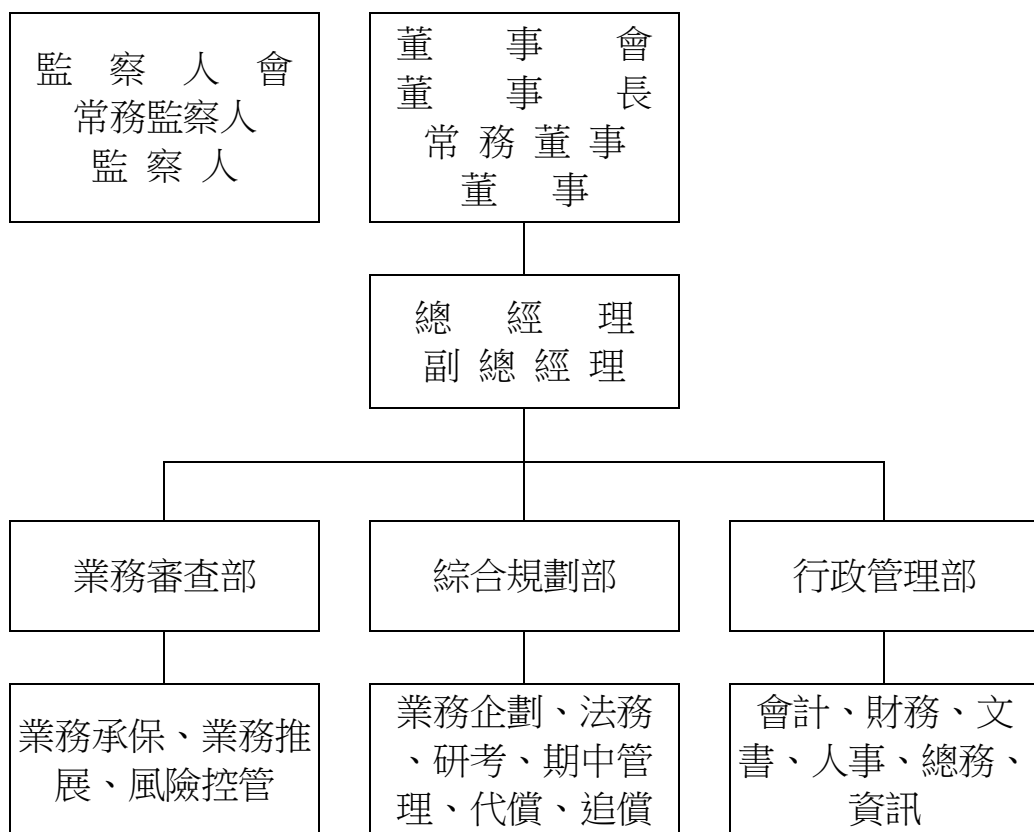 監察人會
常務監察人
監察人
董事會
董事長
常務董事
董事
總經理
副總經理
業務審查部
綜合規劃部
行政管理部
業務承保、業務推
展、風險控管
業務企劃、法務
、研考、期中管
理、代償、追償
會計、財務、文
書、人事、總務、
資訊